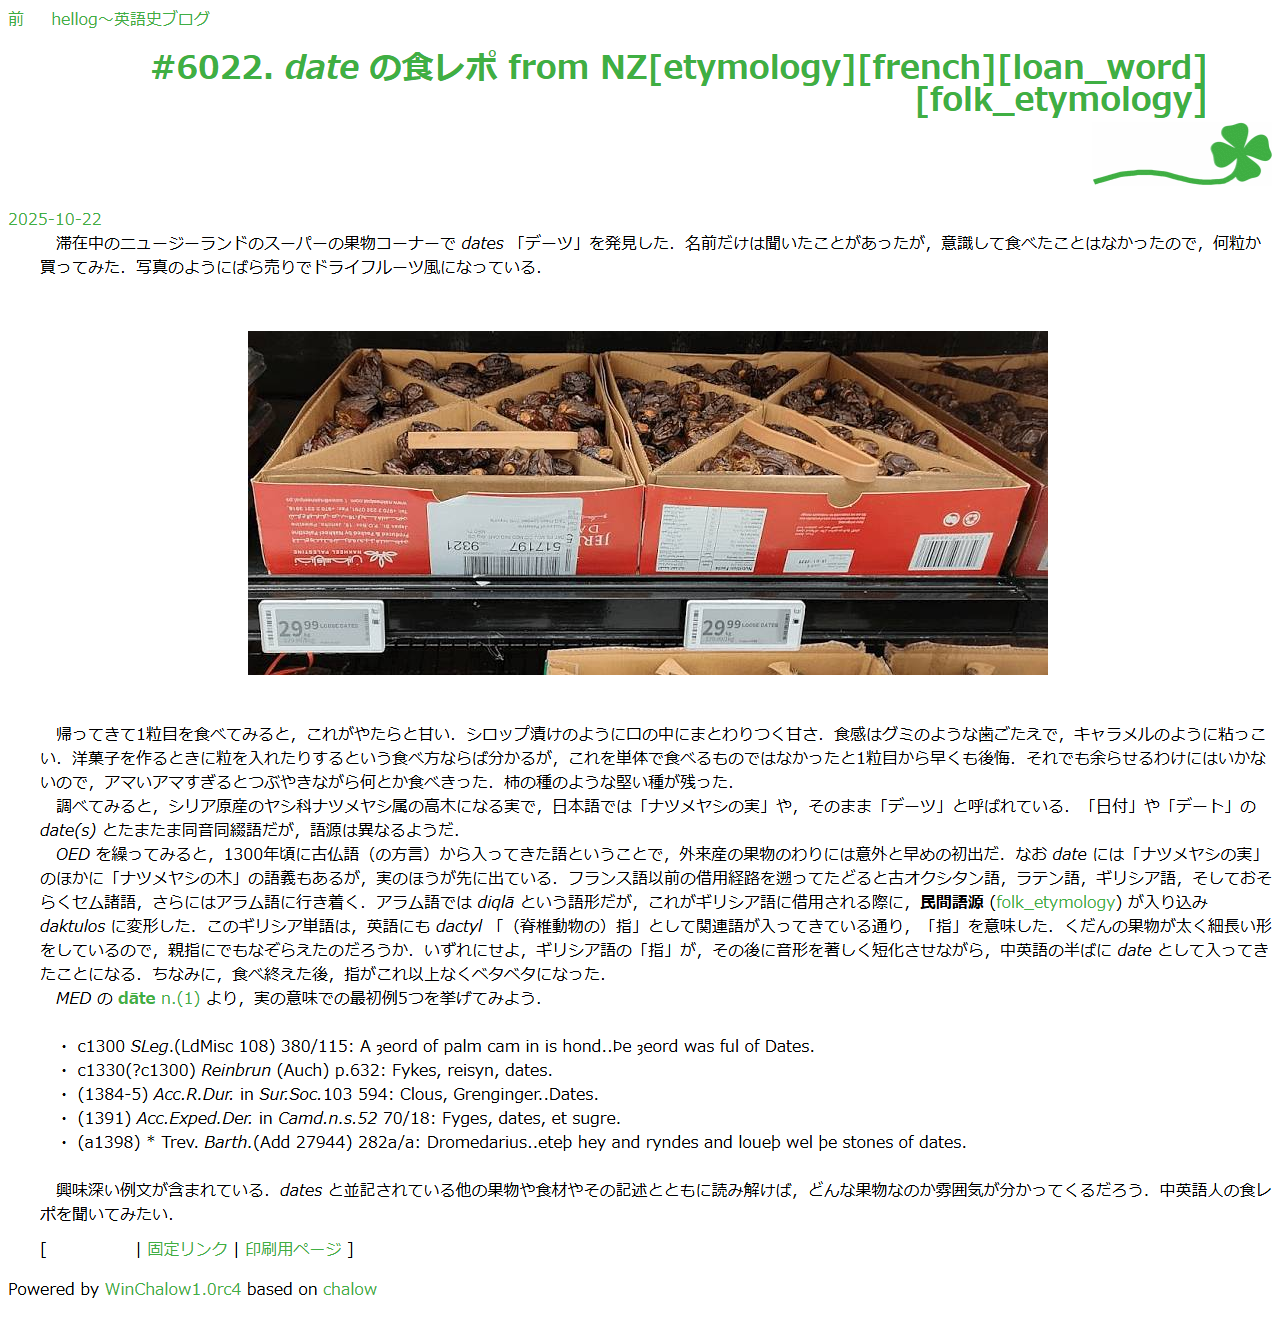 前 hellog～英語史ブログ
#6022. date の食レポ from NZ[etymology][french][loan_word]
[folk_etymology]
2025-10-22
滞在中のニュージーランドのスーパーの果物コーナーで dates 「デーツ」を発見した．名前だけは聞いたことがあったが，意識して食べたことはなかったので，何粒か
買ってみた．写真のようにばら売りでドライフルーツ風になっている．
517197
9321
JERI
DA
NAKHEEL PALESTINE
Nutrition Facts
29.99 LOOSE DATES
kg
29.99 LOOSE DATES
kg
帰ってきて1粒目を食べてみると，これがやたらと甘い．シロップ漬けのように口の中にまとわりつく甘さ．食感はグミのような歯ごたえで，キャラメルのように粘っこ
い．洋菓子を作るときに粒を入れたりするという食べ方ならば分かるが，これを単体で食べるものではなかったと1粒目から早くも後悔．それでも余らせるわけにはいかな
いので，アマいアマすぎるとつぶやきながら何とか食べきった．柿の種のような堅い種が残った．
調べてみると，シリア原産のヤシ科ナツメヤシ属の高木になる実で，日本語では「ナツメヤシの実」や，そのまま「デーツ」と呼ばれている．「日付」や「デート」の
date(s) とたまたま同音同綴語だが，語源は異なるようだ．
OED を繰ってみると，1300年頃に古仏語（の方言）から入ってきた語ということで，外来産の果物のわりには意外と早めの初出だ．なお date には「ナツメヤシの実」
のほかに「ナツメヤシの木」の語義もあるが，実のほうが先に出ている．フランス語以前の借用経路を遡ってたどると古オクシタン語，ラテン語，ギリシア語，そしておそ
らくセム諸語，さらにはアラム語に行き着く．アラム語では diqlā という語形だが，これがギリシア語に借用される際に，民間語源 (folk_etymology) が入り込み
daktulos に変形した．このギリシア単語は，英語にも dactyl 「（脊椎動物の）指」として関連語が入ってきている通り，「指」を意味した．くだんの果物が太く細長い形
をしているので，親指にでもなぞらえたのだろうか．いずれにせよ，ギリシア語の「指」が，その後に音形を著しく短化させながら，中英語の半ばに date として入ってき
たことになる．ちなみに，食べ終えた後，指がこれ以上なくベタベタになった．
MED の dāte n.(1) より，実の意味での最初例5つを挙げてみよう．
・ c1300 SLeg.(LdMisc 108) 380/115: A ȝeord of palm cam in is hond..Þe ȝeord was ful of Dates.
・ c1330(?c1300) Reinbrun (Auch) p.632: Fykes, reisyn, dates.
・ (1384-5) Acc.R.Dur. in Sur.Soc.103 594: Clous, Grenginger..Dates.
・ (1391) Acc.Exped.Der. in Camd.n.s.52 70/18: Fyges, dates, et sugre.
・ (a1398) * Trev. Barth.(Add 27944) 282a/a: Dromedarius..eteþ hey and ryndes and loueþ wel þe stones of dates.
興味深い例文が含まれている．dates と並記されている他の果物や食材やその記述とともに読み解けば，どんな果物なのか雰囲気が分かってくるだろう．中英語人の食レ
ポを聞いてみたい．
[ | 固定リンク | 印刷用ページ ]
Powered by WinChalow1.0rc4 based on chalow